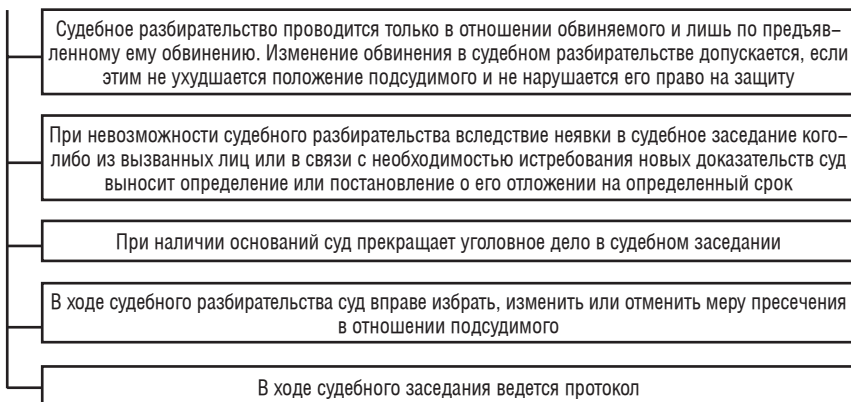 Судебное разбирательство проводится только в отношении обвиняемого и лишь по предъяв–
ленному ему обвинению. Изменение обвинения в судебном разбирательстве допускается, если
этим не ухудшается положение подсудимого и не нарушается его право на защиту
При невозможности судебного разбирательства вследствие неявки в судебное заседание кого–
либо из вызванных лиц или в связи с необходимостью истребования новых доказательств суд
выносит определение или постановление о его отложении на определенный срок
При наличии оснований суд прекращает уголовное дело в судебном заседании
В ходе судебного разбирательства суд вправе избрать, изменить или отменить меру пресечения
в отношении подсудимого
В ходе судебного заседания ведется протокол